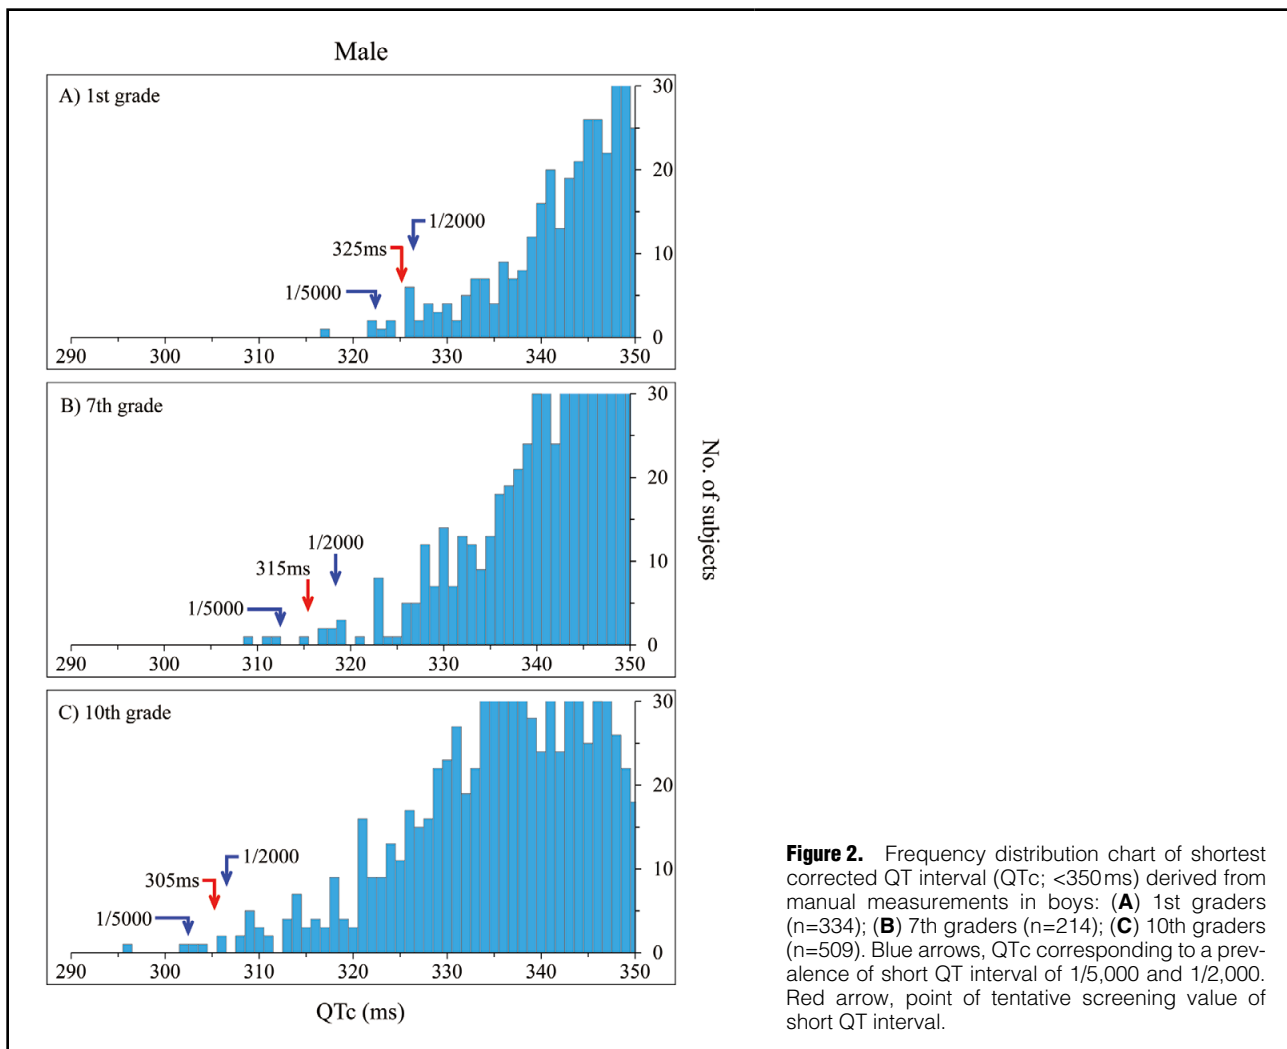 Male
A) 1st grade
30
20
10
0
1/2000
325ms
1/5000
290 300 310 320 330 340 350
B) 7th grade
30
20
10
0
1/2000
315ms
1/5000
290 300 310 320 330 340 350
No. of subjects
C) 10th grade
30
20
10
0
1/2000
305ms
1/5000
290 300 310 320 330 340 350
QTc (ms)
Figure 2. Frequency distribution chart of shortest
corrected QT interval (QTc; <350 ms) derived from
manual measurements in boys: (A) 1st graders
(n=334); (B) 7th graders (n=214); (C) 10th graders
(n=509). Blue arrows, QTc corresponding to a prev-
alence of short QT interval of 1/5,000 and 1/2,000.
Red arrow, point of tentative screening value of
short QT interval.